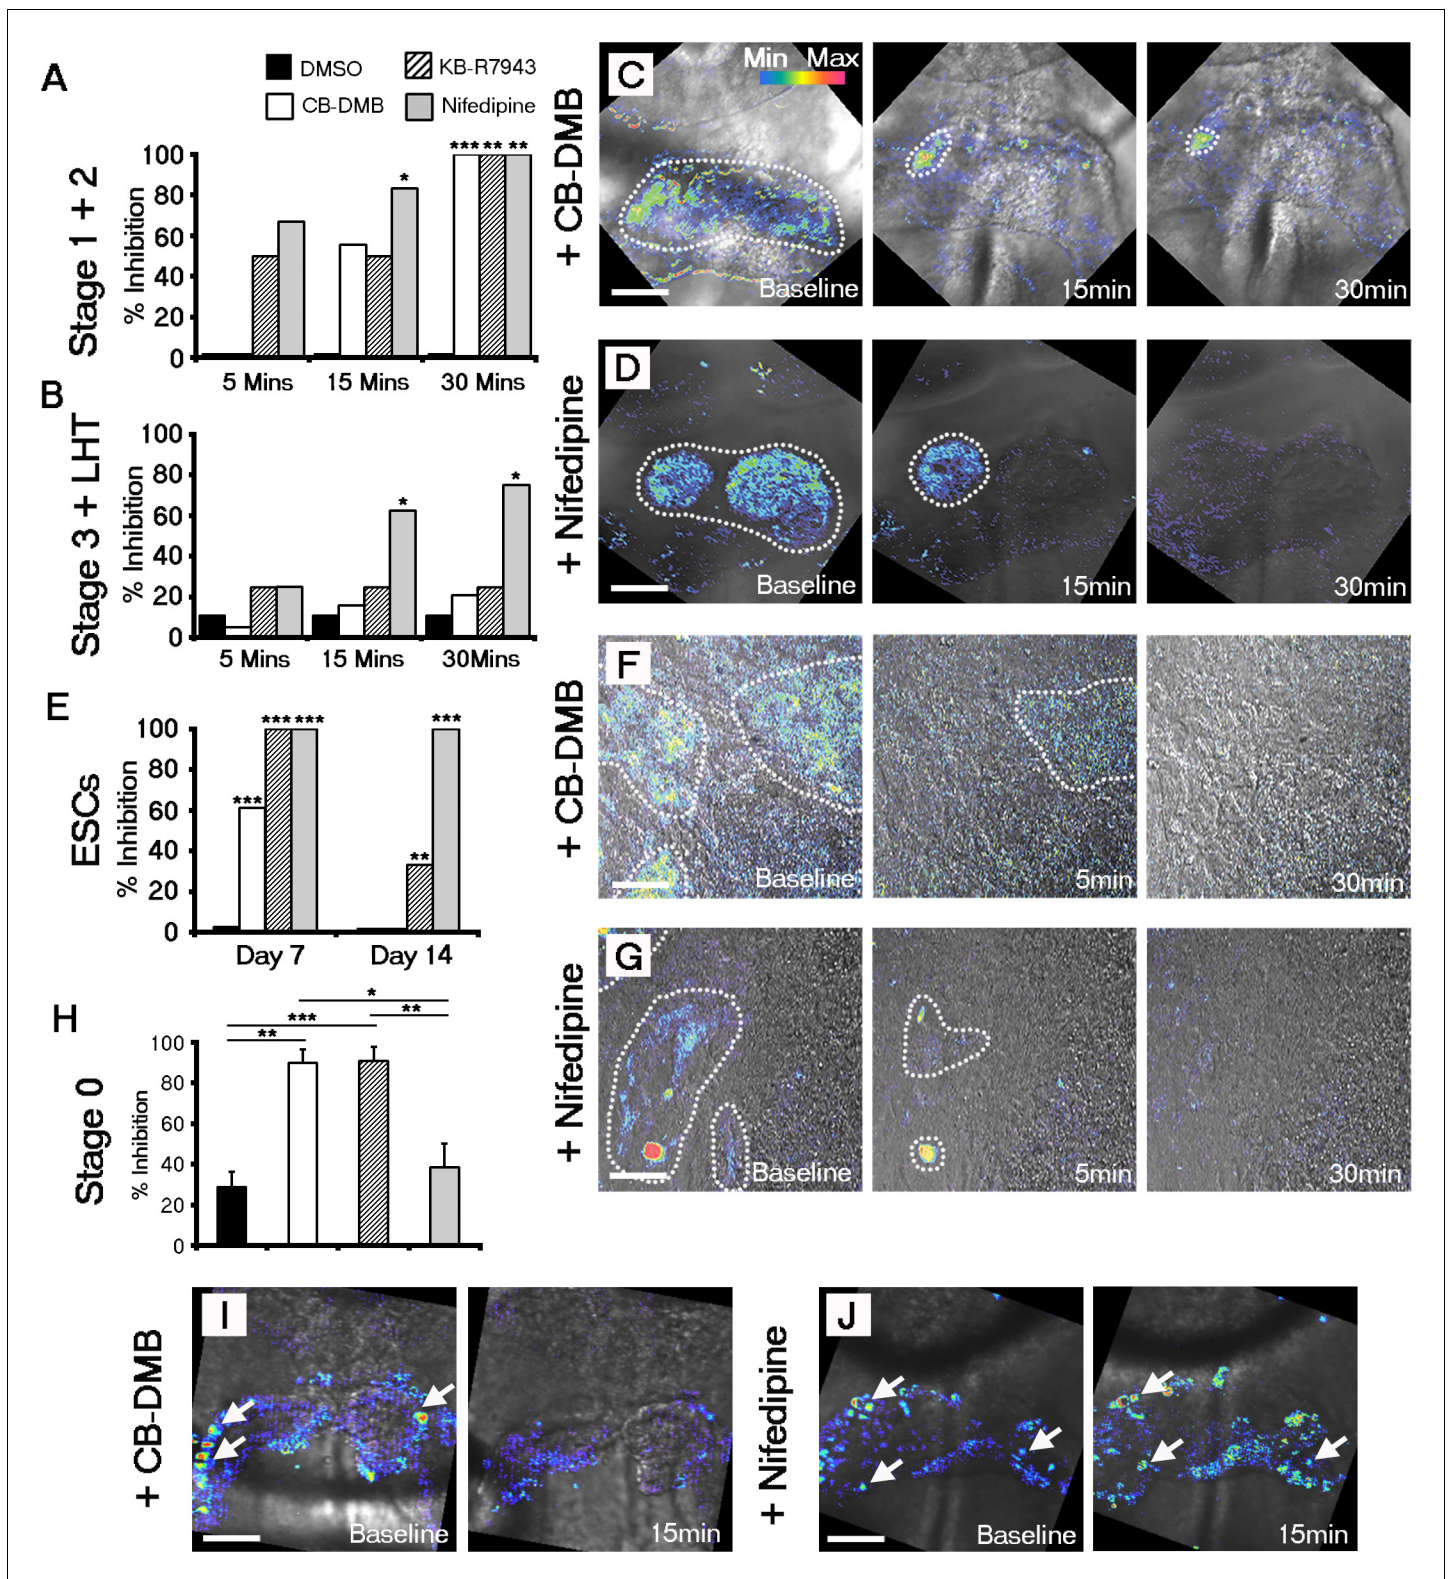 A
DMSO
KB-R7943
CB-DMB
Nifedipine
Stage 1 + 2
% Inhibition
100
80
60
40
20
0
*
*** ** **
5 Mins
15 Mins
30 Mins
B
Stage 3 + LHT
% Inhibition
100
80
60
40
20
0
*
*
5 Mins
15 Mins
30Mins
+ CB-DMB
C
Min Max
Baseline
15min
30min
+ Nifedipine
D
Baseline
15min
30min
E
ESCs
% Inhibition
100
80
60
40
20
0
***
*** ***
**
***
Day 7
Day 14
+ CB-DMB
F
Baseline
5min
30min
+ Nifedipine
G
Baseline
5min
30min
H
Stage 0
% Inhibition
100
80
60
40
20
0
*
***
**
**
+ CB-DMB
I
Baseline
15min
+ Nifedipine
J
Baseline
15min